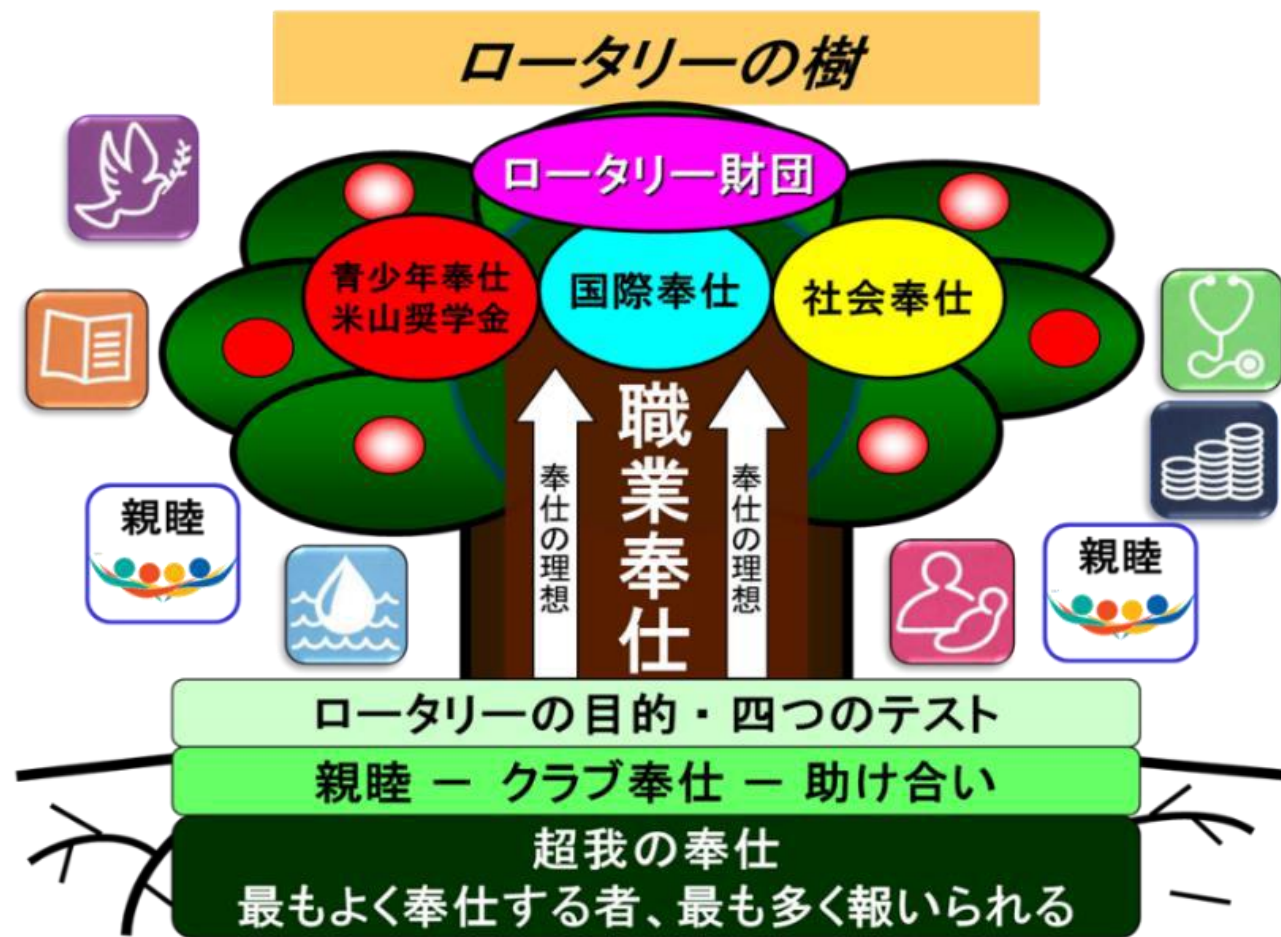 ロータリーの樹
ロータリー財団
青少年奉仕
米山奨学金
国際奉仕
社会奉仕
職業奉仕
奉仕の理想
奉仕の理想
親睦
親睦
ロータリーの目的・四つのテスト
親睦 － クラブ奉仕 － 助け合い
超我の奉仕
最もよく奉仕する者、最も多く報いられる